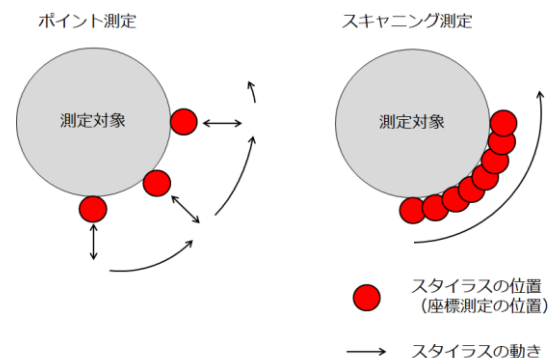 ポイント測定
スキャニング測定
測定対象
測定対象
スタイラスの位置
（座標測定の位置）
スタイラスの動き